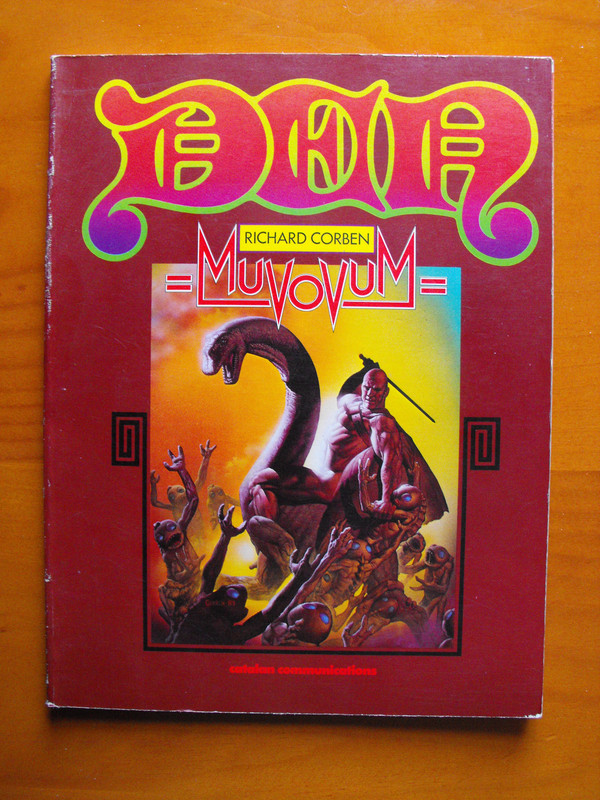 DEN
RICHARD CORBEN
=MUVOVUM=
catalan communications